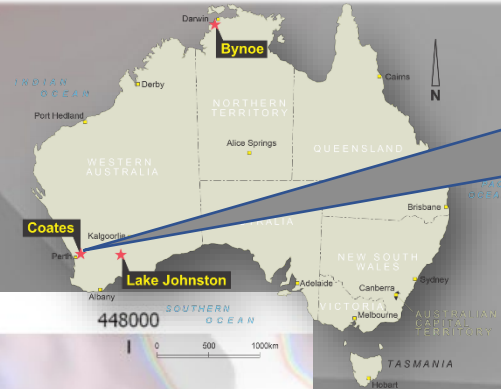 Darwin
Bynoe
INDIAN
OCEAN
Derby
Cairns
N
NORTHERN
TERRITORY
Port Hedland
Alice Springs
QUEENSLAND
WESTERN
AUSTRALIA
Coates
Kalgoorlie
Brisbane
Perth
Lake Johnston
NEW SOUTH
WALES
Adelaide
Canberra
Sydney
Albany
VICTORIA
Melbourne
AUSTRALIAN
CAPITAL
TERRITORY
448000
SOUTHERN
OCEAN
0 500 1000km
TASMANIA
Hobart